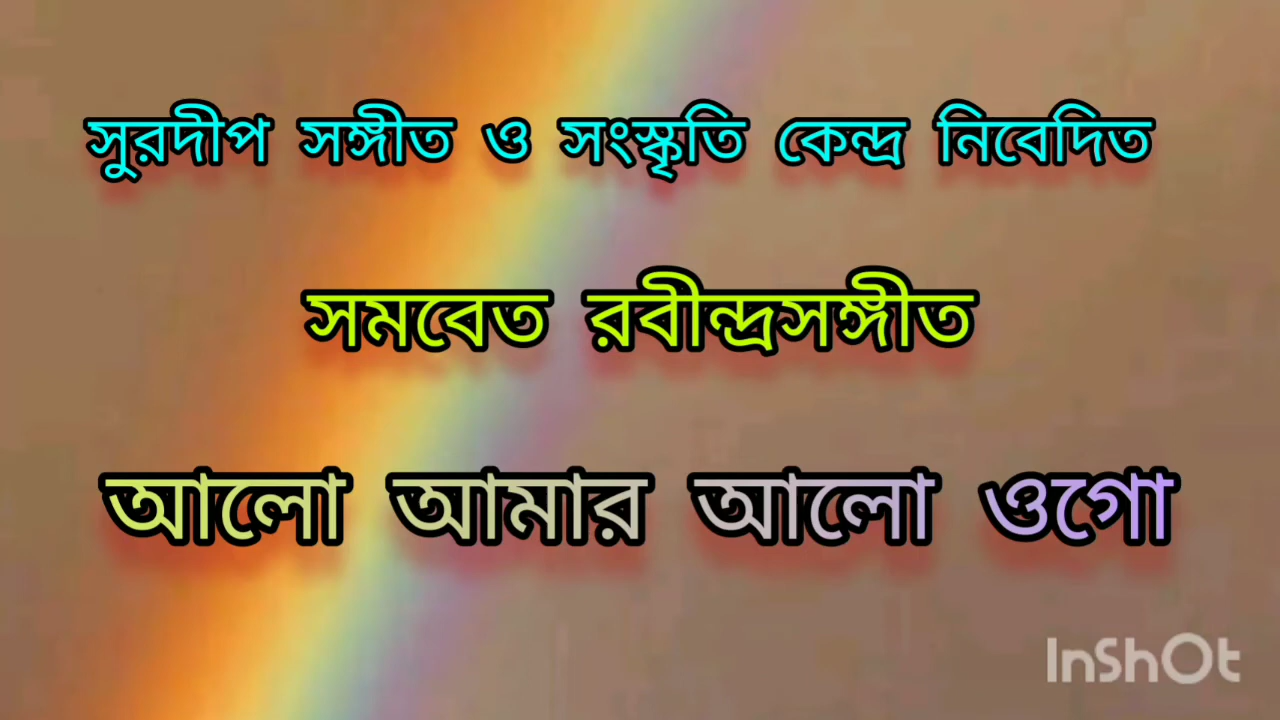 সুরদীপ সঙ্গীত ও সংস্কৃতি কেন্দ্র নিবেদিত
সমবেত রবীন্দ্রসঙ্গীত
আলো আমার আলো ওগো
InShOt